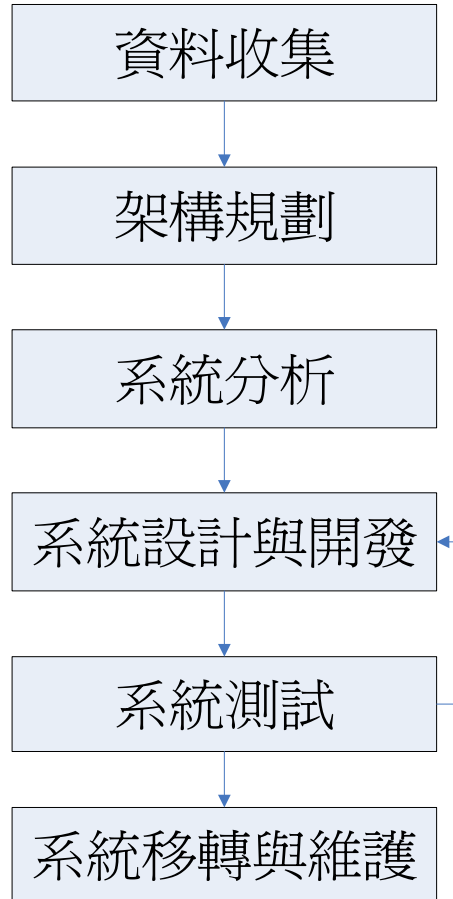 資料收集
架構規劃
系統分析
系統設計與開發
系統測試
系統移轉與維護